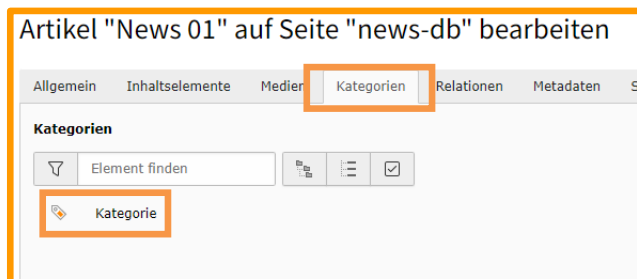 Artikel "News 01" auf Seite "news-db" bearbeiten
Allgemein Inhaltselemente Medien Kategorien Relationen Metadaten S
Kategorien
Element finden
Kategorie